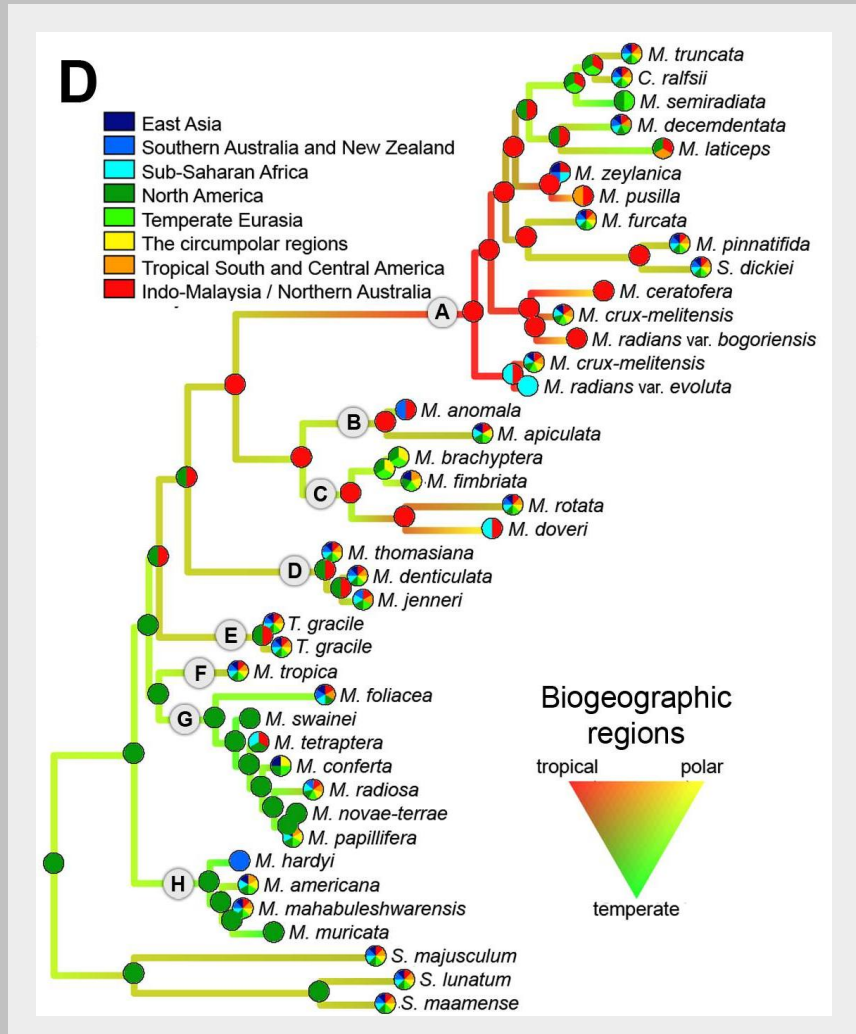 D
East Asia
Southern Australia and New Zealand
Sub-Saharan Africa
North America
Temperate Eurasia
The circumpolar regions
Tropical South and Central America
Indo-Malaysia / Northern Australia
M. truncata
C. ralfsii
M. semiradiata
M. decemdentata
M. laticeps
M. zeylanica
M. pusilla
M. furcata
M. pinnatifida
S. dickiei
M. ceratofera
A
M. crux-melitensis
M. radians var. bogoriensis
M. crux-melitensis
M. radians var. evoluta
M. anomala
B
M. apiculata
M. brachyptera
M. fimbriata
C
M. rotata
M. doveri
M. thomasiana
D
M. denticulata
M. jenneri
T. gracile
E
T. gracile
F
M. tropica
M. foliacea
G
M. swainei
M. tetraptera
M. conferta
M. radiosa
M. novae-terrae
M. papillifera
M. hardyi
H
M. americana
M. mahabuleshwarensis
M. muricata
S. majusculum
S. lunatum
S. maamense
Biogeographic
regions
tropical polar
temperate